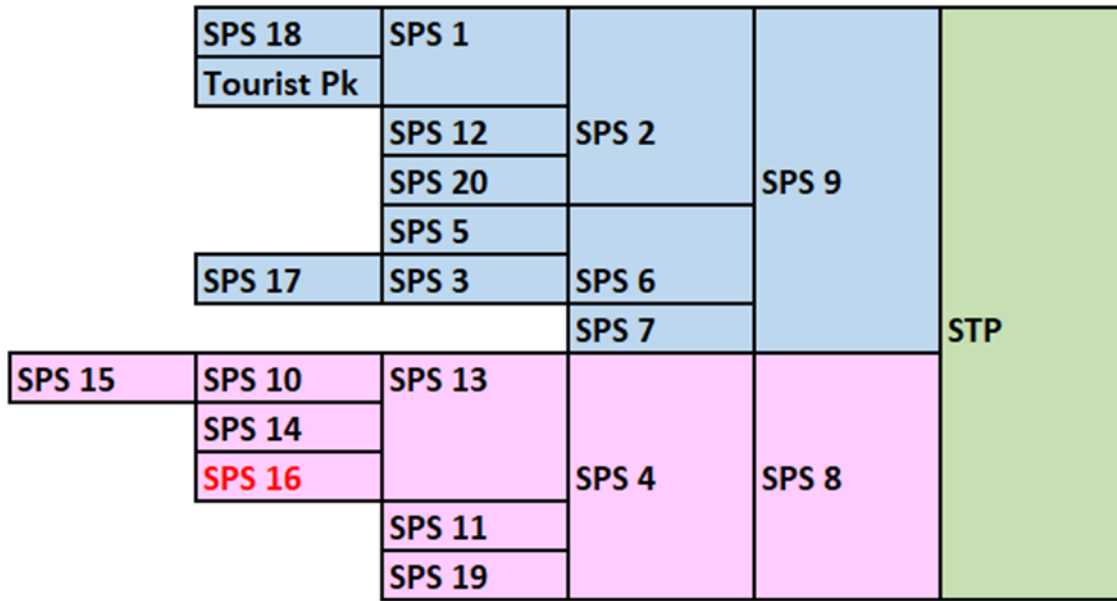 SPS 18
SPS 1
Tourist Pk
SPS 12
SPS 2
SPS 20
SPS 9
SPS 5
SPS 17
SPS 3
SPS 6
SPS 7
STP
SPS 15
SPS 10
SPS 13
SPS 14
SPS 16
SPS 4
SPS 8
SPS 11
SPS 19